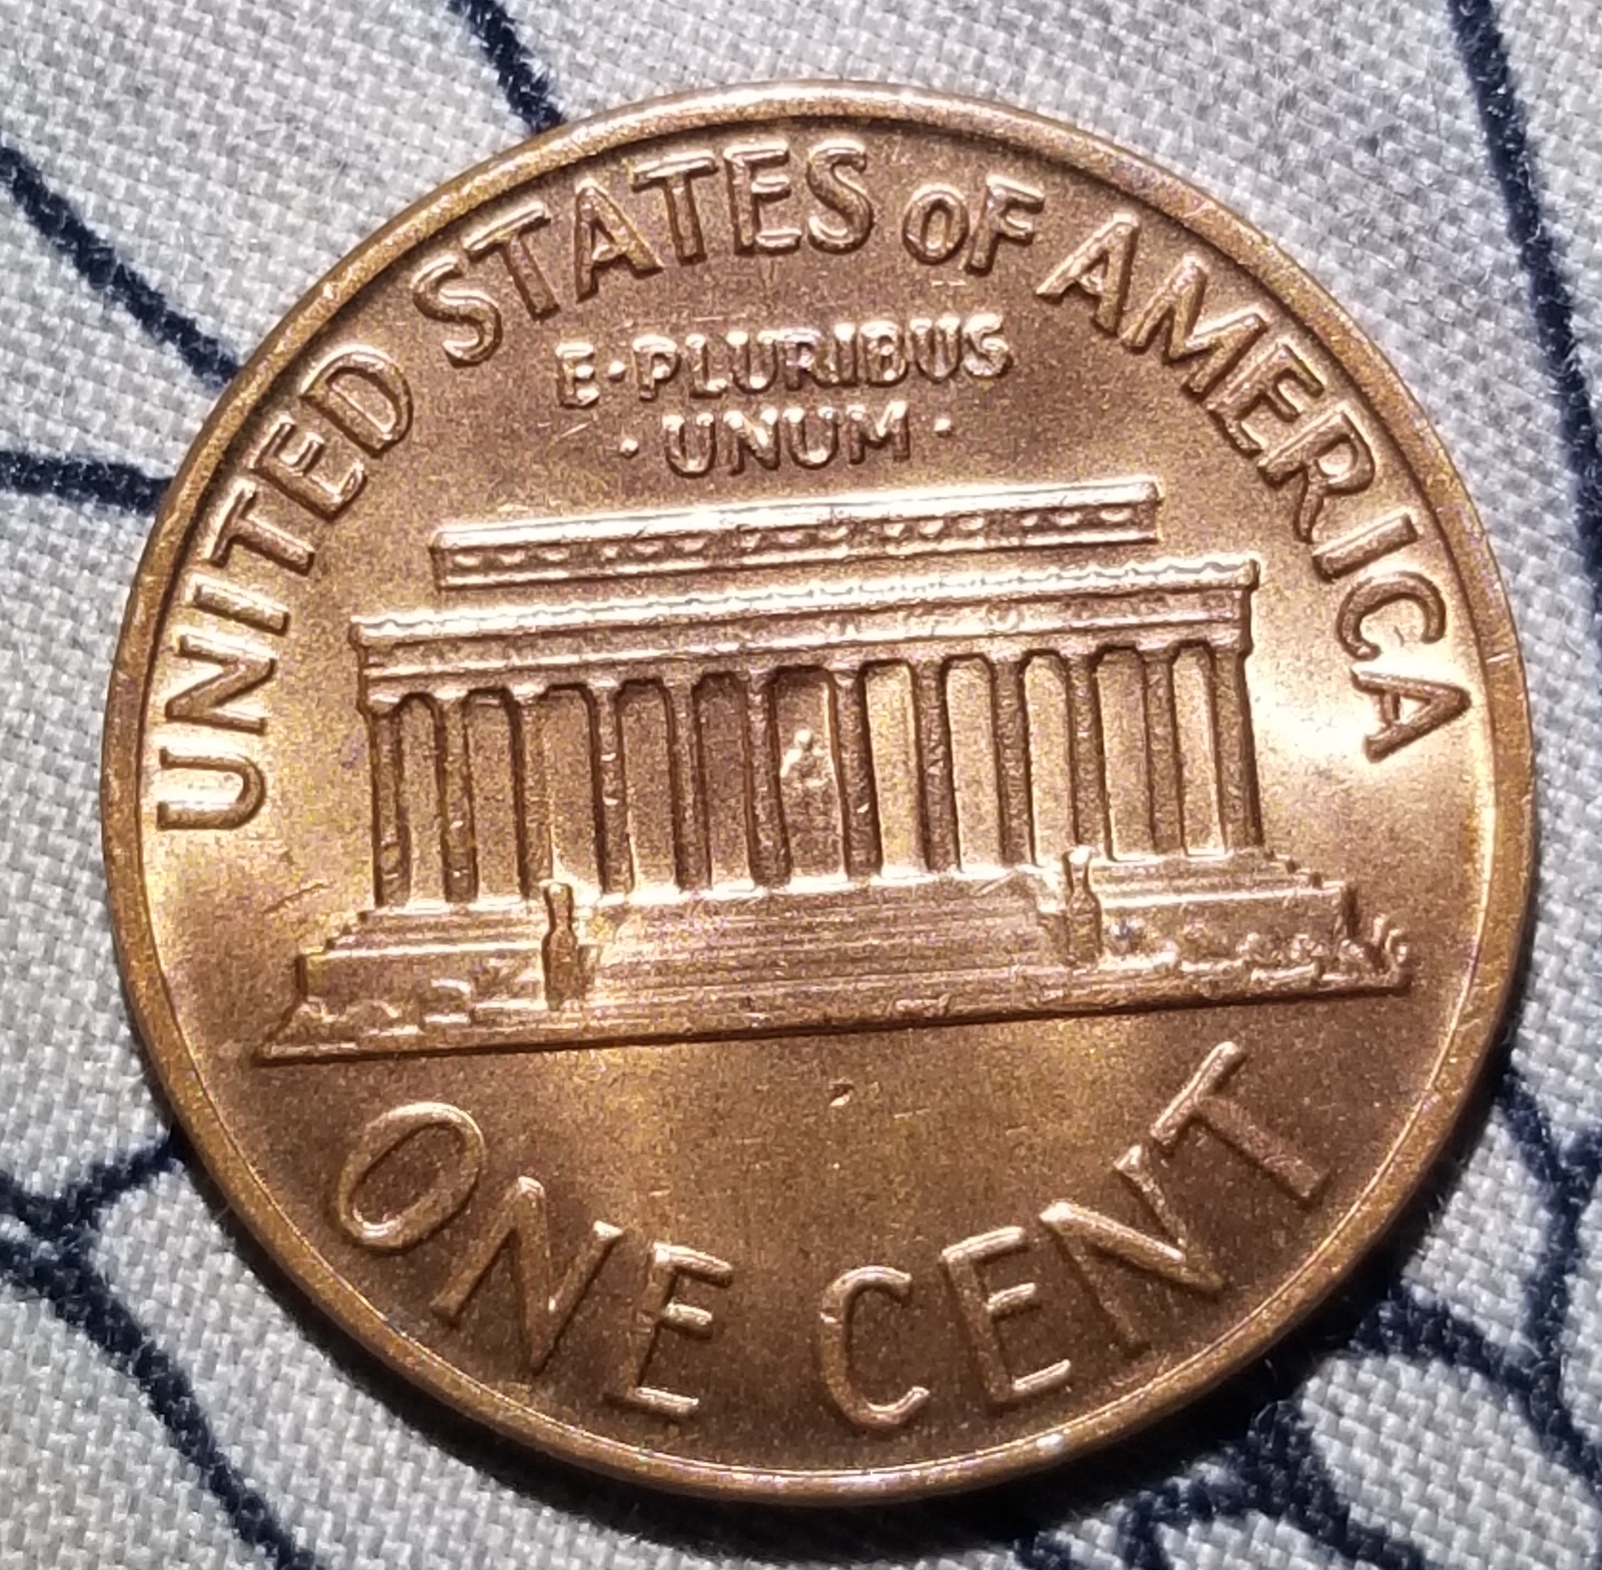 UNITED STATES OF AMERICA
E·PLURIBUS
·UNUM·
ONE CENT